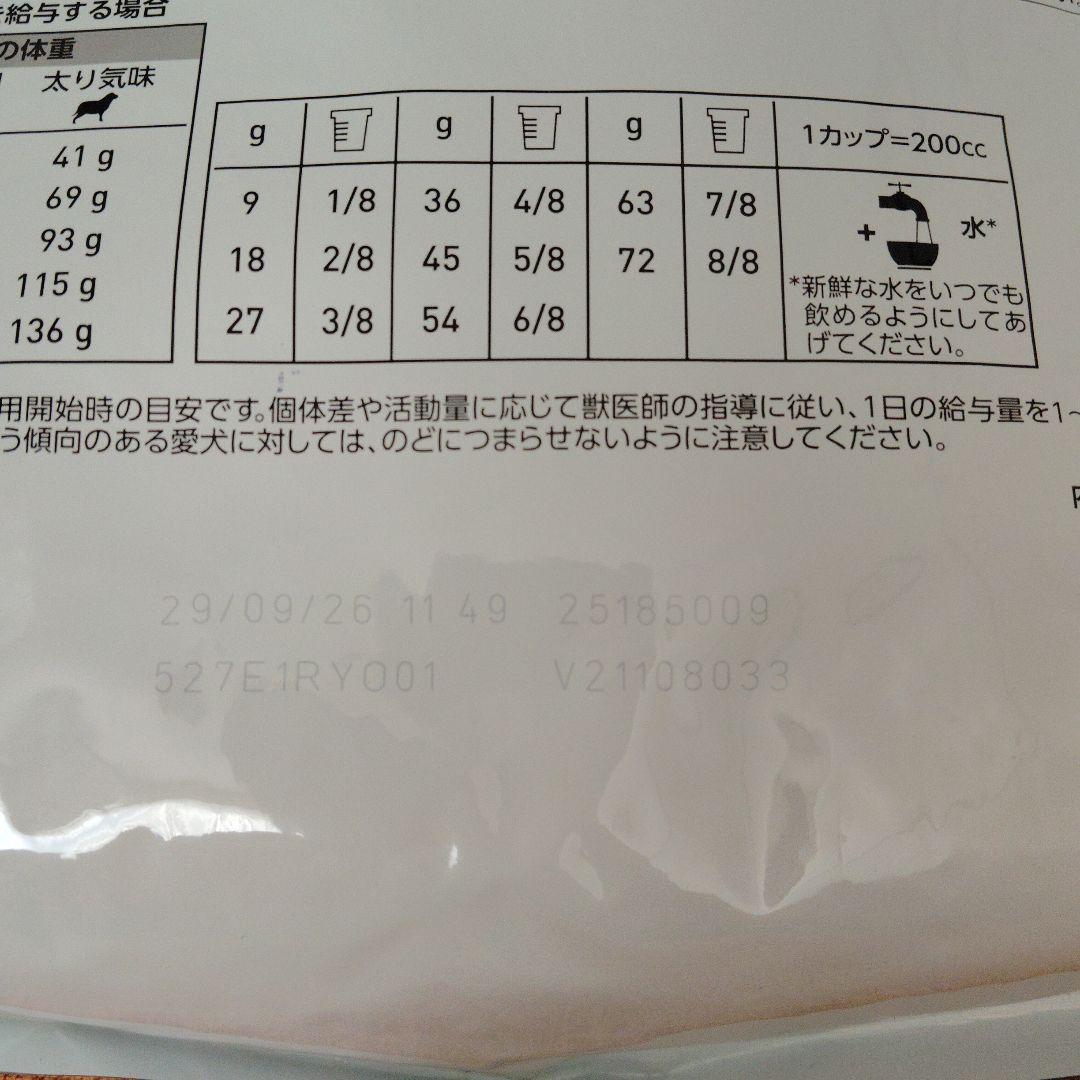 を給与する場合
の体重
太り気味
41 g
69 g
93 g
115 g
136 g
g g g 1カップ=200cc
9 1/8 36 4/8 63 7/8
18 2/8 45 5/8 72 8/8
27 3/8 54 6/8
+ 水*
*新鮮な水をいつでも
飲めるようにしてあ
げてください。
用開始時の目安です。個体差や活動量に応じて獣医師の指導に従い、1日の給与量を1~
う傾向のある愛犬に対しては、のどにつまらせないように注意してください。
29/09/26 11 49 25185009
527E1RYO01 V21108033